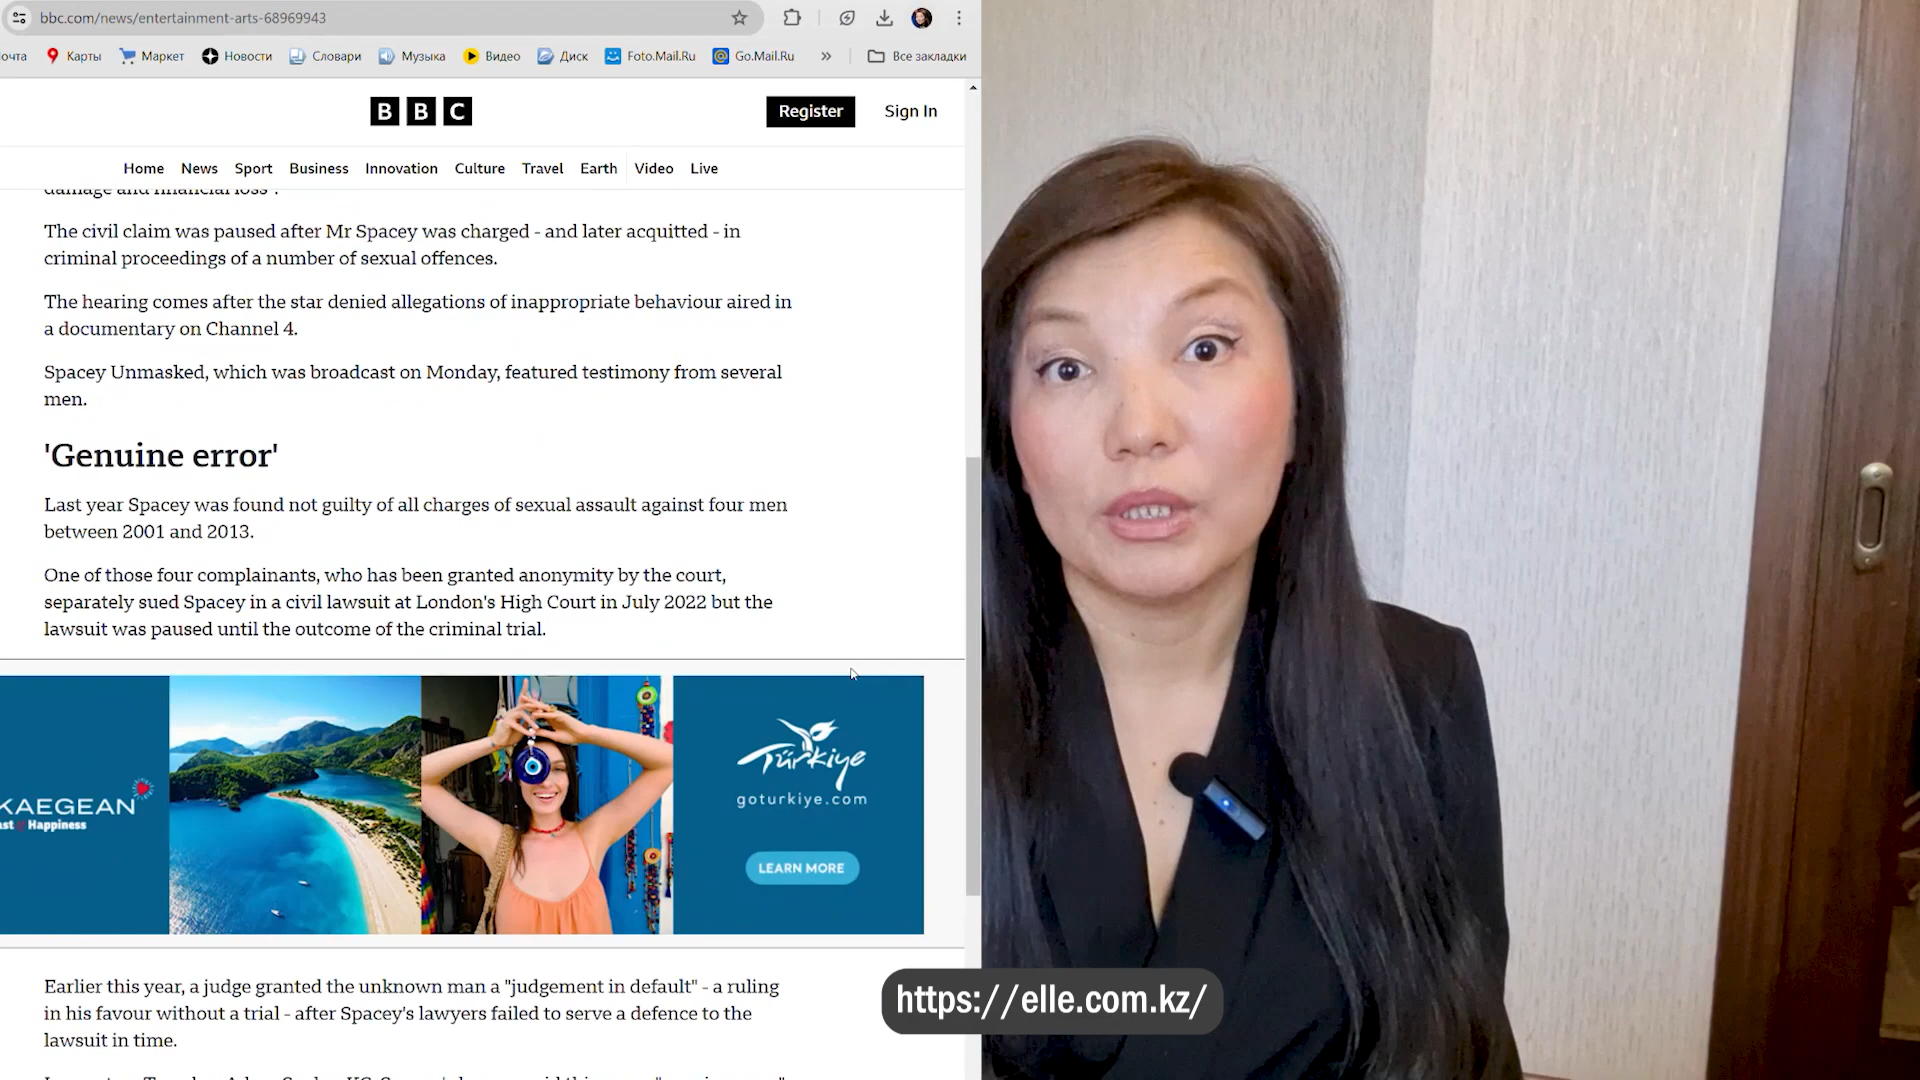 bbc.com/news/entertainment-arts-68969943
Карты Маркет Новости Словари Музыка Видео Диск Foto.Mail.Ru Go.Mail.Ru » Все закладки
BBC Register Sign In
Home News Sport Business Innovation Culture Travel Earth Video Live
damage and financial loss".
The civil claim was paused after Mr Spacey was charged - and later acquitted - in
criminal proceedings of a number of sexual offences.
The hearing comes after the star denied allegations of inappropriate behaviour aired in
a documentary on Channel 4.
Spacey Unmasked, which was broadcast on Monday, featured testimony from several
men.
'Genuine error'
Last year Spacey was found not guilty of all charges of sexual assault against four men
between 2001 and 2013.
One of those four complainants, who has been granted anonymity by the court,
separately sued Spacey in a civil lawsuit at London's High Court in July 2022 but the
lawsuit was paused until the outcome of the criminal trial.
KAEGEAN
Happiness
Türkiye
goturkiye.com
LEARN MORE
Earlier this year, a judge granted the unknown man a "judgement in default" - a ruling
in his favour without a trial - after Spacey's lawyers failed to serve a defence to the
lawsuit in time.
https://elle.com.kz/